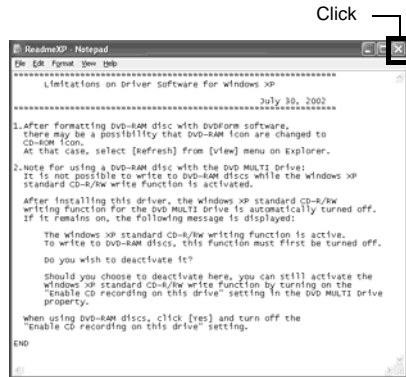 Click
ReadmeXP - Notepad
File Edit Format View Help
*****************************************************
Limitations on Driver Software for Windows XP
July 30, 2002
*****************************************************
1.After formatting DVD-RAM disc with DVDForm software,
there may be a possibility that DVD-RAM icon are changed to
CD-ROM icon.
At that case, select [Refresh] from [View] menu on Explorer.
2.Note for using a DVD-RAM disc with the DVD MULTI Drive:
It is not possible to write to DVD-RAM discs while the Windows XP
standard CD-R/RW write function is activated.
After installing this driver, the Windows XP standard CD-R/RW
writing function for the DVD MULTI Drive is automatically turned off.
If it remains on, the following message is displayed:
The Windows XP standard CD-R/RW writing function is active.
To write to DVD-RAM discs, this function must first be turned off.
Do you wish to deactivate it?
Should you choose to deactivate here, you can still activate the
Windows XP standard CD-R/RW write function by turning on the
"Enable CD recording on this drive" setting in the DVD MULTI Drive
property.
When using DVD-RAM discs, click [Yes] and turn off the
"Enable CD recording on this drive" setting.
END